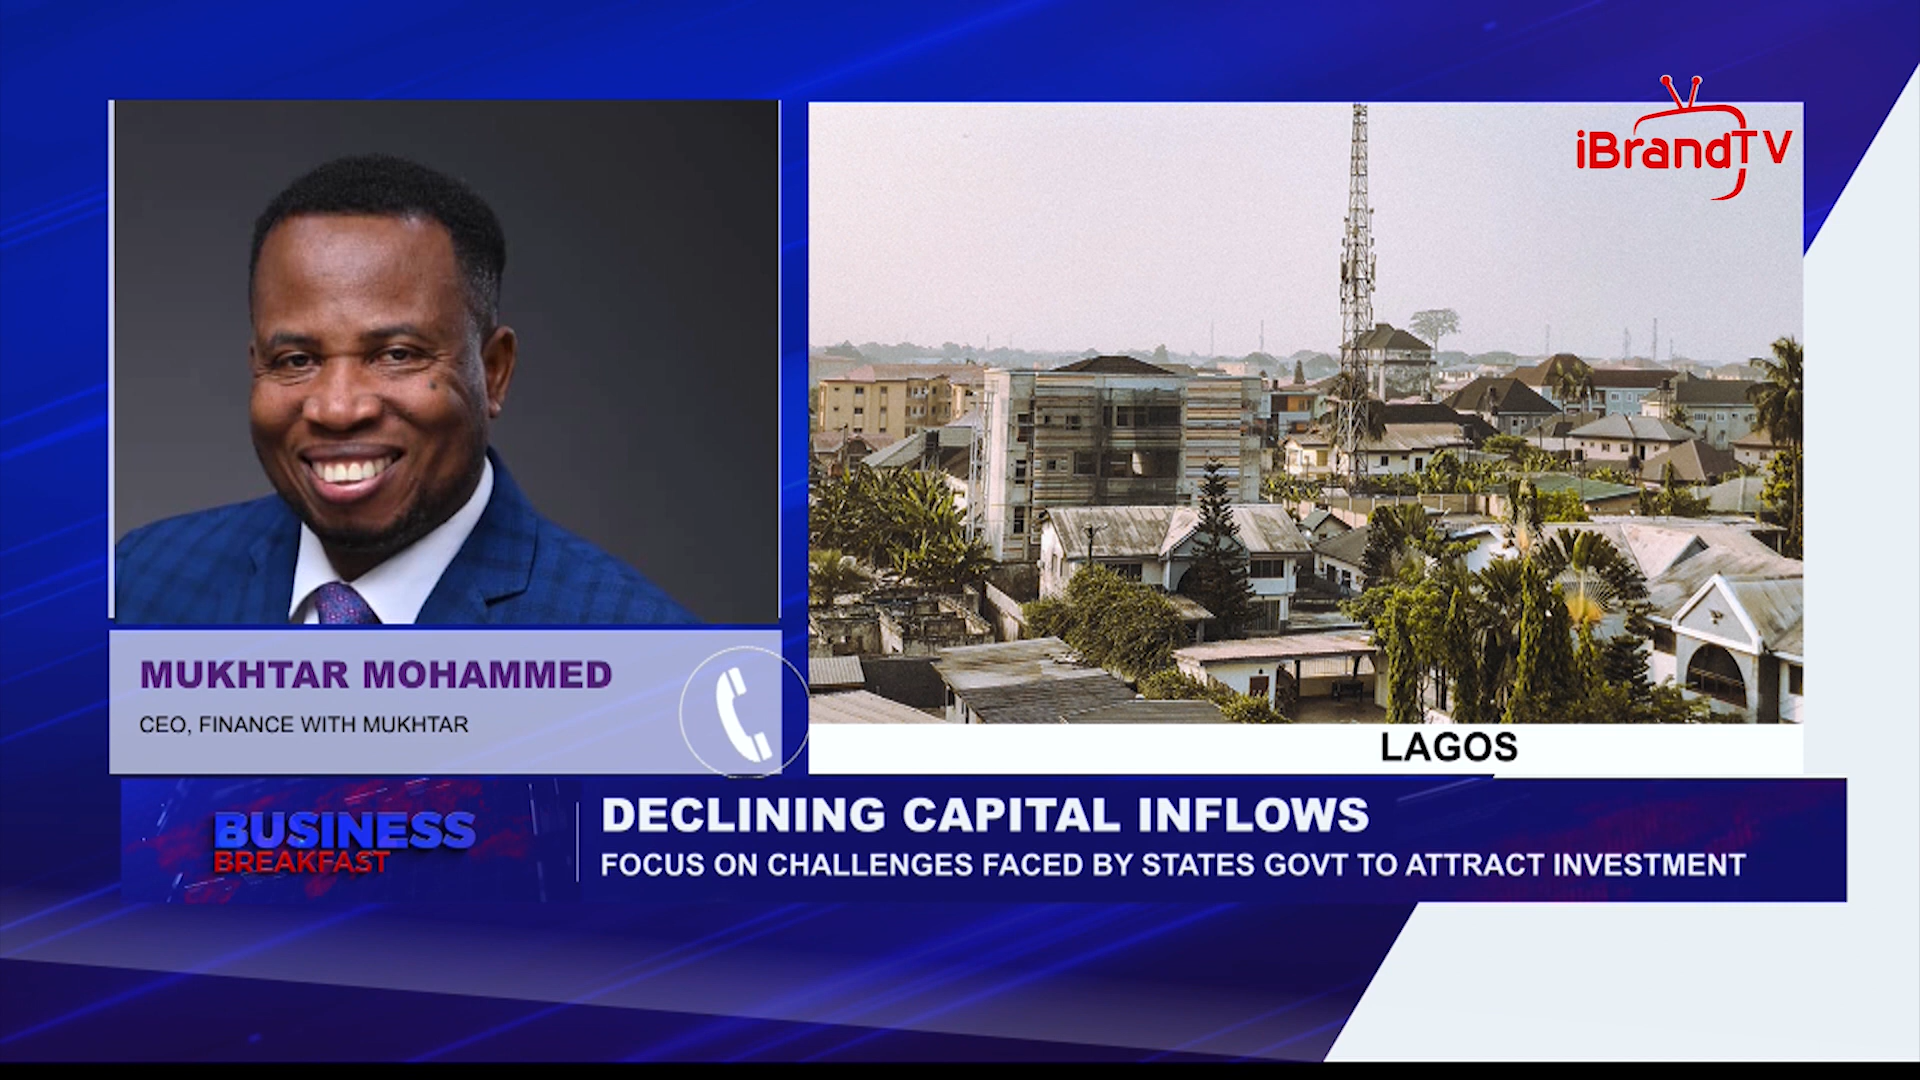 iBrandTV
MUKHTAR MOHAMMED
CEO, FINANCE WITH MUKHTAR
LAGOS
BUSINESS
BREAKFAST
DECLINING CAPITAL INFLOWS
FOCUS ON CHALLENGES FACED BY STATES GOVT TO ATTRACT INVESTMENT